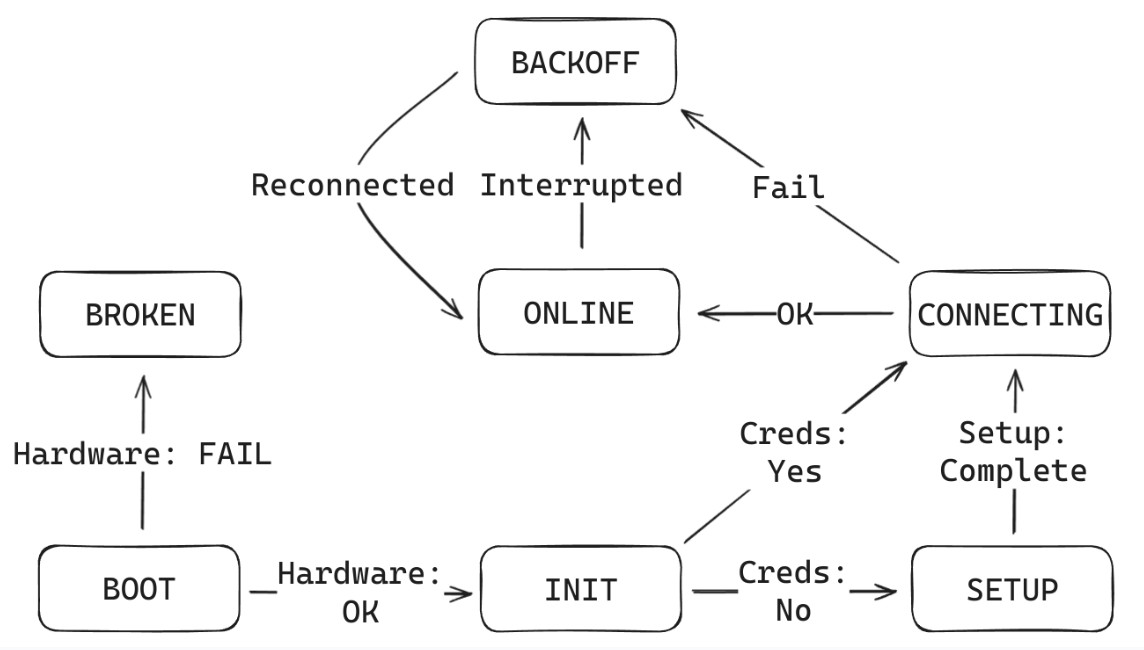 BACKOFF
Reconnected
Interrupted
Fail
BROKEN
ONLINE
OK
CONNECTING
Hardware: FAIL
Creds:
Yes
Setup:
Complete
BOOT
Hardware:
OK
INIT
Creds:
No
SETUP